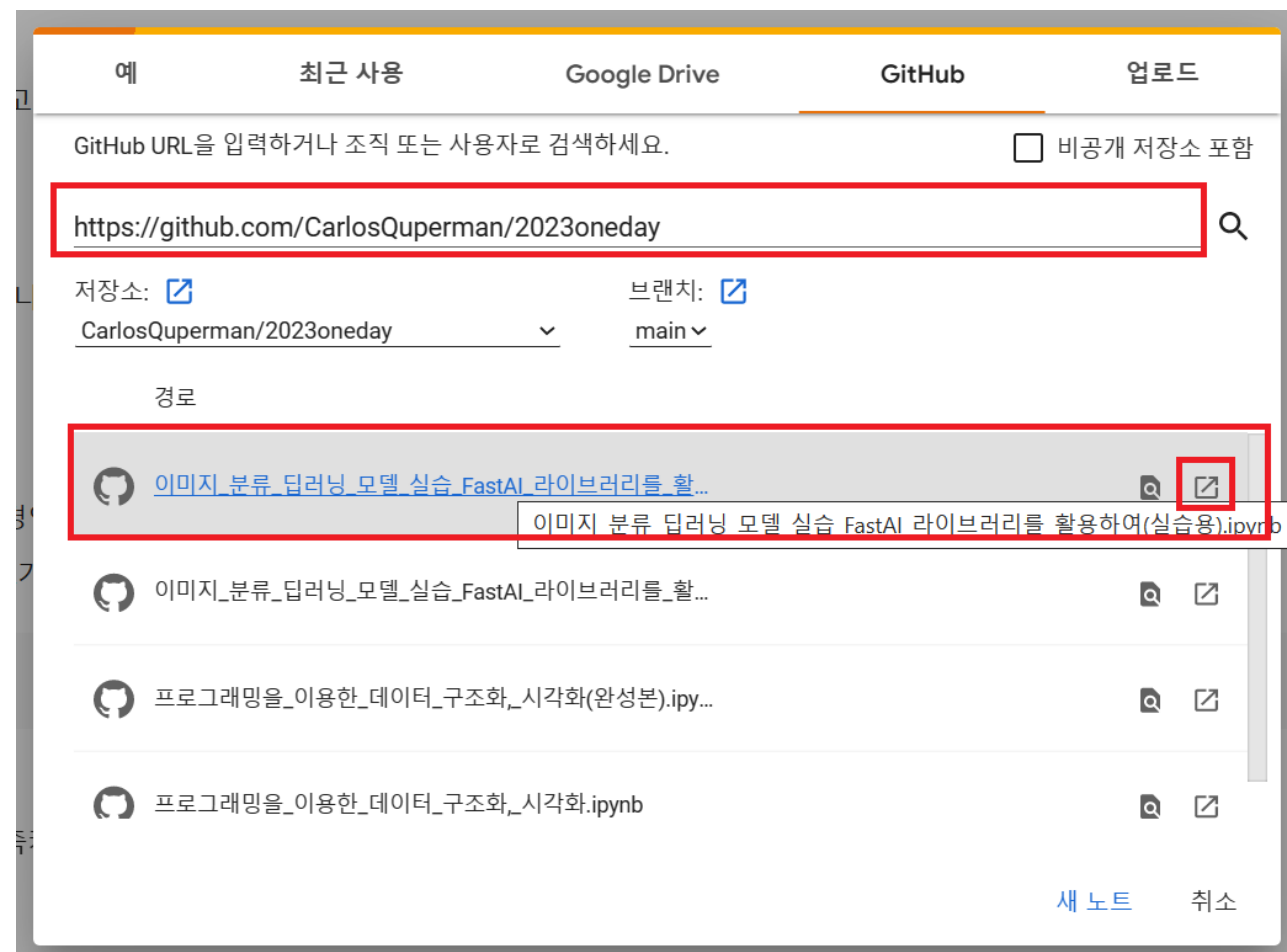 예 최근 사용 Google Drive GitHub 업로드
GitHub URL을 입력하거나 조직 또는 사용자로 검색하세요. 비공개 저장소 포함
https://github.com/CarlosQuperman/2023oneday
저장소: 브랜치:
CarlosQuperman/2023oneday main
경로
이미지_분류_딥러닝_모델_실습_FastAI_라이브러리를_활...
이미지 분류 딥러닝 모델 실습 FastAI 라이브러리를 활용하여(실습용).ipynb
이미지_분류_딥러닝_모델_실습_FastAI_라이브러리를_활...
프로그래밍을_이용한_데이터_구조화,_시각화(완성본).ipy...
프로그래밍을_이용한_데이터_구조화,_시각화.ipynb
새 노트 취소